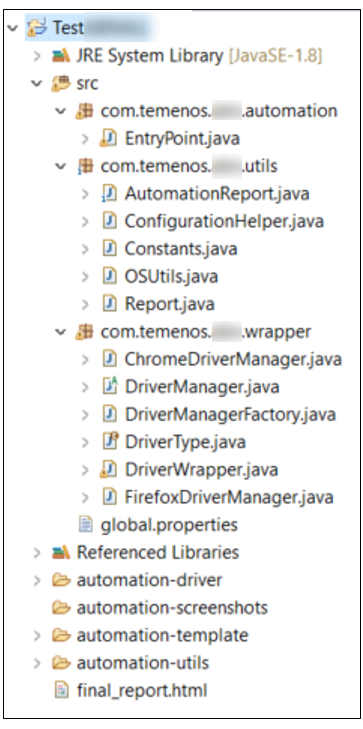 Test
JRE System Library [JavaSE-1.8]
src
com.temenos. .automation
EntryPoint.java
com.temenos. .utils
AutomationReport.java
ConfigurationHelper.java
Constants.java
OSUtils.java
Report.java
com.temenos. .wrapper
ChromeDriverManager.java
DriverManager.java
DriverManagerFactory.java
DriverType.java
DriverWrapper.java
FirefoxDriverManager.java
global.properties
Referenced Libraries
automation-driver
automation-screenshots
automation-template
automation-utils
final_report.html